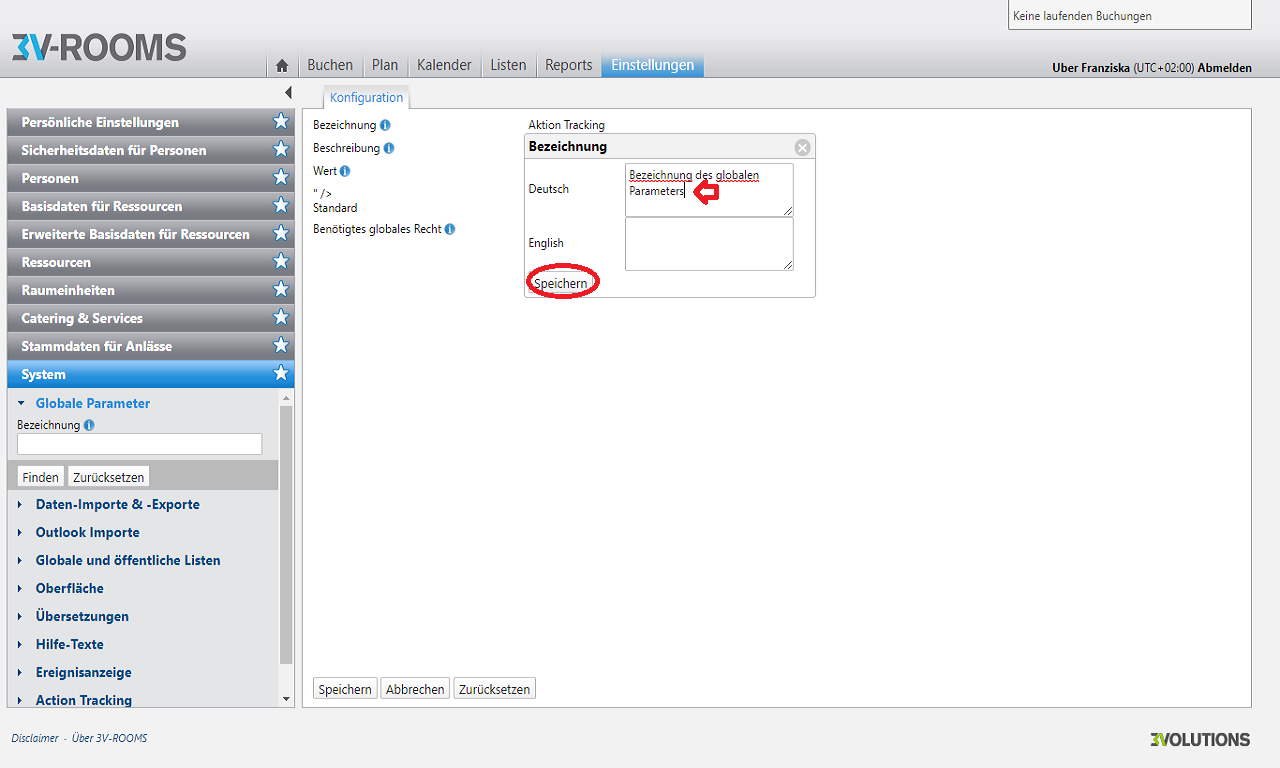 Keine laufenden Buchungen
3V-ROOMS
Buchen
Plan
Kalender
Listen
Reports
Einstellungen
Uber Franziska (UTC+02:00) Abmelden
Persönliche Einstellungen
Sicherheitsdaten für Personen
Personen
Basisdaten für Ressourcen
Erweiterte Basisdaten für Ressourcen
Ressourcen
Raumeinheiten
Catering & Services
Stammdaten für Anlässe
System
Globale Parameter
Bezeichnung
Finden
Zurücksetzen
Daten-Importe & -Exporte
Outlook Importe
Globale und öffentliche Listen
Oberfläche
Übersetzungen
Hilfe-Texte
Ereignisanzeige
Action Tracking
Konfiguration
Bezeichnung
Aktion Tracking
Beschreibung
Wert
" />
Standard
Benötigtes globales Recht
Bezeichnung
Deutsch
Bezeichnung des globalen
Parameters
English
Speichern
Speichern
Abbrechen
Zurücksetzen
Disclaimer - Über 3V-ROOMS
3VOLUTIONS